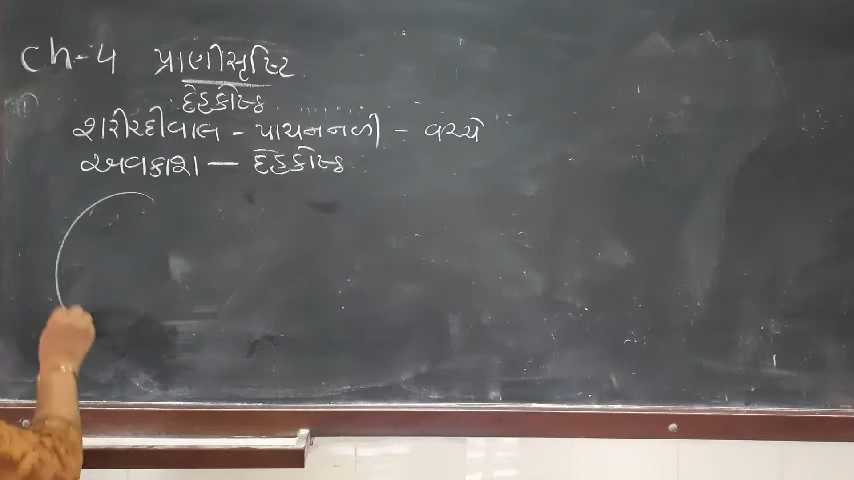 Ch-4 પ્રાણીસૃષ્ટિ
દેહકોષ્ઠ
શરીરદીવાલ - પાચનનળી - વચ્ચે
અવકાશ — દેહકોષ્ઠ